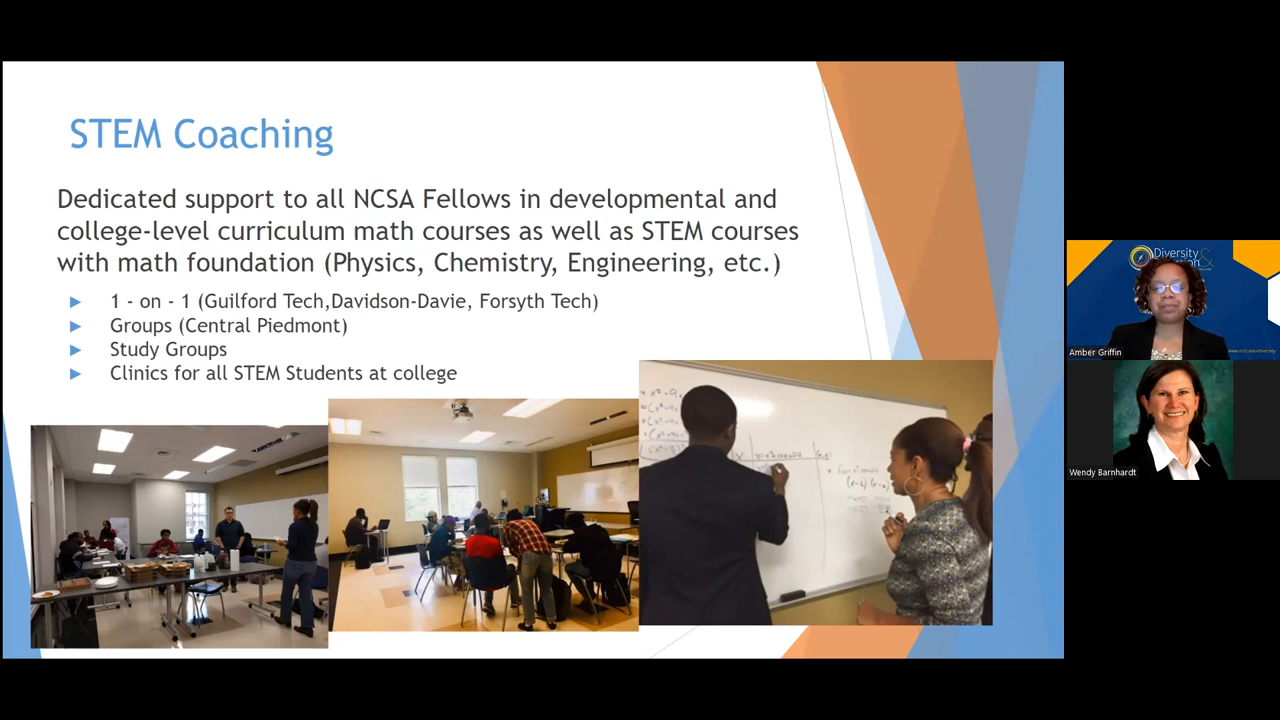 STEM Coaching
Dedicated support to all NCSA Fellows in developmental and
college-level curriculum math courses as well as STEM courses
with math foundation (Physics, Chemistry, Engineering, etc.)
1 - on - 1 (Guilford Tech,Davidson-Davie, Forsyth Tech)
Groups (Central Piedmont)
Study Groups
Clinics for all STEM Students at college
Diversity &
Amber Griffin
Wendy Barnhardt